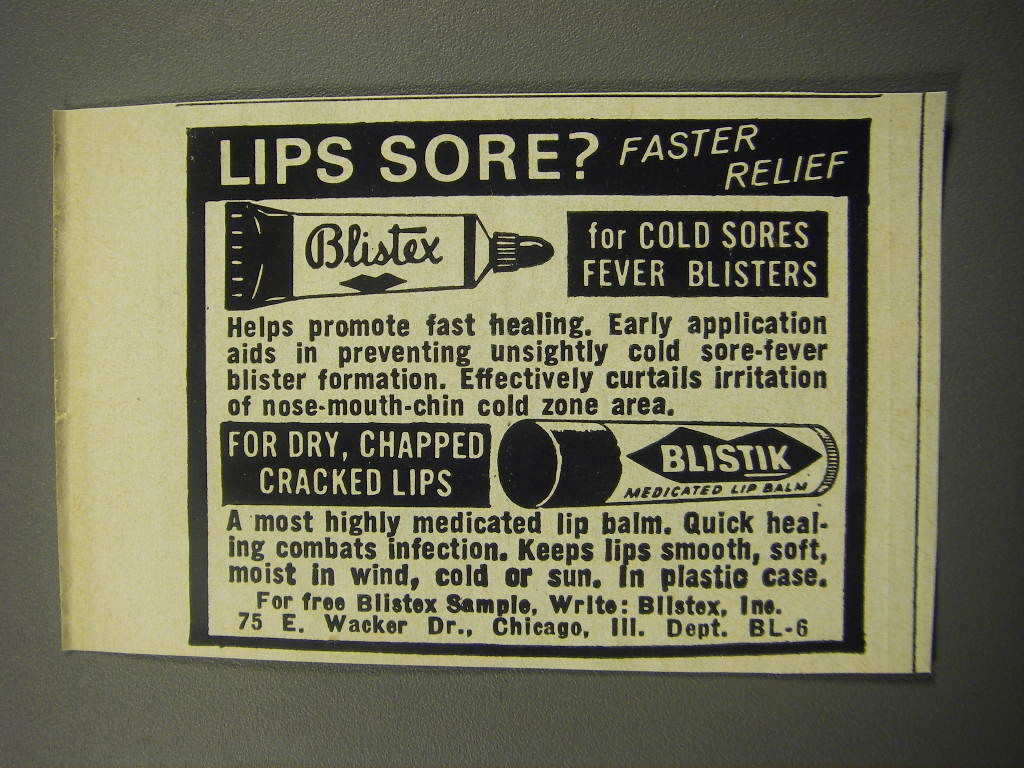 LIPS SORE? FASTER RELIEF
Blistex
for COLD SORES
FEVER BLISTERS
Helps promote fast healing. Early application
aids in preventing unsightly cold sore-fever
blister formation. Effectively curtails irritation
of nose-mouth-chin cold zone area.
FOR DRY, CHAPPED
CRACKED LIPS
BLISTIK
MEDICATED LIP BALM
A most highly medicated lip balm. Quick heal-
ing combats infection. Keeps lips smooth, soft,
moist in wind, cold or sun. In plastic case.
For free Blistex Sample, Write: Blistex, Inc.
75 E. Wacker Dr., Chicago, Ill. Dept. BL-6